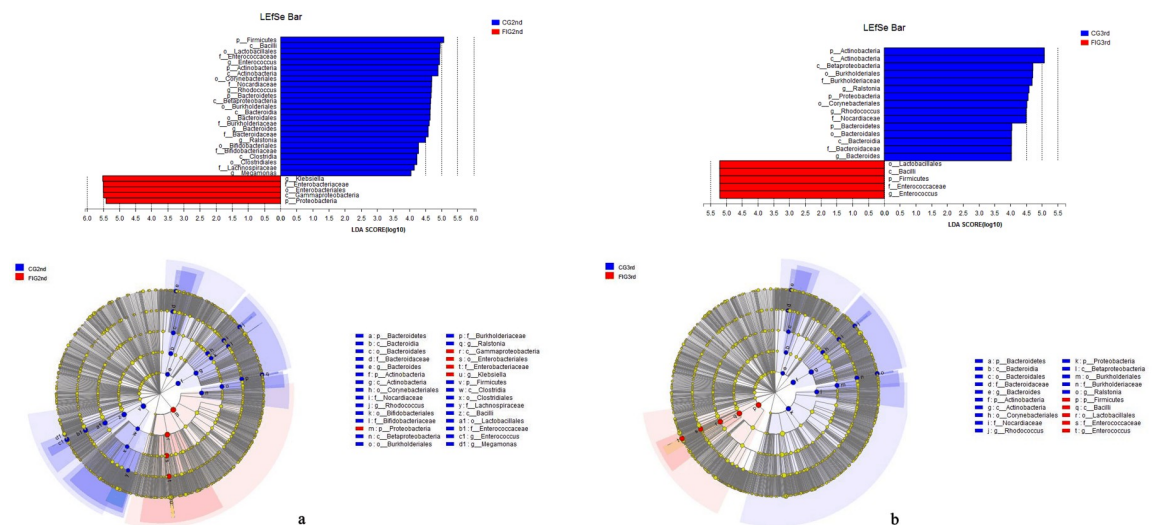 LEfSe Bar
CG2nd
FIG2nd
p__Firmicutes
c__Bacilli
o__Lactobacillales
f__Enterococcaceae
g__Enterococcus
p__Actinobacteria
c__Actinobacteria
o__Corynebacteriales
f__Nocardiaceae
g__Rhodococcus
p__Bacteroidetes
c__Betaproteobacteria
o__Burkholderiales
c__Bacteroidia
o__Bacteroidales
f__Burkholderiaceae
g__Bacteroides
f__Bacteroidaceae
g__Ralstonia
o__Bifidobacteriales
f__Bifidobacteriaceae
c__Clostridia
o__Clostridiales
f__Lachnospiraceae
g__Megamonas
g__Klebsiella
f__Enterobacteriaceae
o__Enterobacteriales
c__Gammaproteobacteria
p__Proteobacteria
6.0 5.5 5.0 4.5 4.0 3.5 3.0 2.5 2.0 1.5 1.0 0.5 0.0 0.5 1.0 1.5 2.0 2.5 3.0 3.5 4.0 4.5 5.0 5.5 6.0
LDA SCORE(log10)
LEfSe Bar
CG3rd
FIG3rd
p__Actinobacteria
c__Actinobacteria
c__Betaproteobacteria
o__Burkholderiales
f__Burkholderiaceae
g__Ralstonia
p__Proteobacteria
o__Corynebacteriales
g__Rhodococcus
f__Nocardiaceae
p__Bacteroidetes
o__Bacteroidales
c__Bacteroidia
f__Bacteroidaceae
g__Bacteroides
o__Lactobacillales
c__Bacilli
p__Firmicutes
f__Enterococcaceae
g__Enterococcus
5.5 5.0 4.5 4.0 3.5 3.0 2.5 2.0 1.5 1.0 0.5 0.0 0.5 1.0 1.5 2.0 2.5 3.0 3.5 4.0 4.5 5.0 5.5
LDA SCORE(log10)
CG2nd
FIG2nd
a : p__Bacteroidetes
b : c__Bacteroidia
c : o__Bacteroidales
d : f__Bacteroidaceae
e : g__Bacteroides
f : p__Actinobacteria
g : c__Actinobacteria
h : o__Corynebacteriales
i : f__Nocardiaceae
j : g__Rhodococcus
k : o__Bifidobacteriales
l : f__Bifidobacteriaceae
m : p__Proteobacteria
n : c__Betaproteobacteria
o : o__Burkholderiales
p : f__Burkholderiaceae
q : g__Ralstonia
r : c__Gammaproteobacteria
s : o__Enterobacteriales
t : f__Enterobacteriaceae
u : g__Klebsiella
v : p__Firmicutes
w : c__Clostridia
x : o__Clostridiales
y : f__Lachnospiraceae
z : c__Bacilli
a1 : o__Lactobacillales
b1 : f__Enterococcaceae
c1 : g__Enterococcus
d1 : g__Megamonas
a
CG3rd
FIG3rd
a : p__Bacteroidetes
b : c__Bacteroidia
c : o__Bacteroidales
d : f__Bacteroidaceae
e : g__Bacteroides
f : p__Actinobacteria
g : c__Actinobacteria
h : o__Corynebacteriales
i : f__Nocardiaceae
j : g__Rhodococcus
k : p__Proteobacteria
l : c__Betaproteobacteria
m : o__Burkholderiales
n : f__Burkholderiaceae
o : g__Ralstonia
p : p__Firmicutes
q : c__Bacilli
r : o__Lactobacillales
s : f__Enterococcaceae
t : g__Enterococcus
b